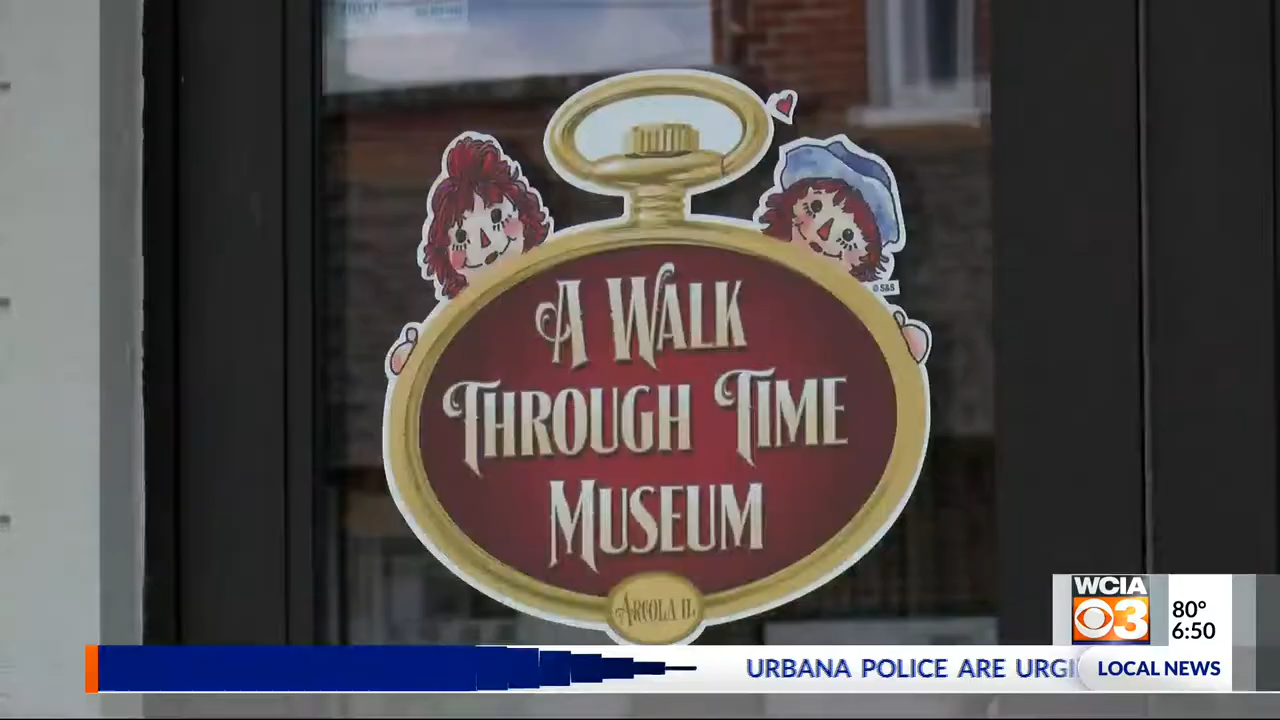 © S&S
A WALK
THROUGH TIME
MUSEUM
ARCOLA IL
WCIA
3
80°
6:50
URBANA POLICE ARE URGI
LOCAL NEWS